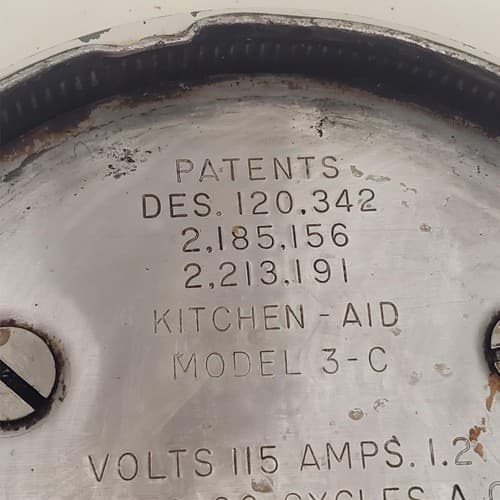 PATENTS
DES. 120,342
2,185,156
2,213,191
KITCHEN-AID
MODEL 3-C
VOLTS 115 AMPS. 1.2
CYCLES A.C